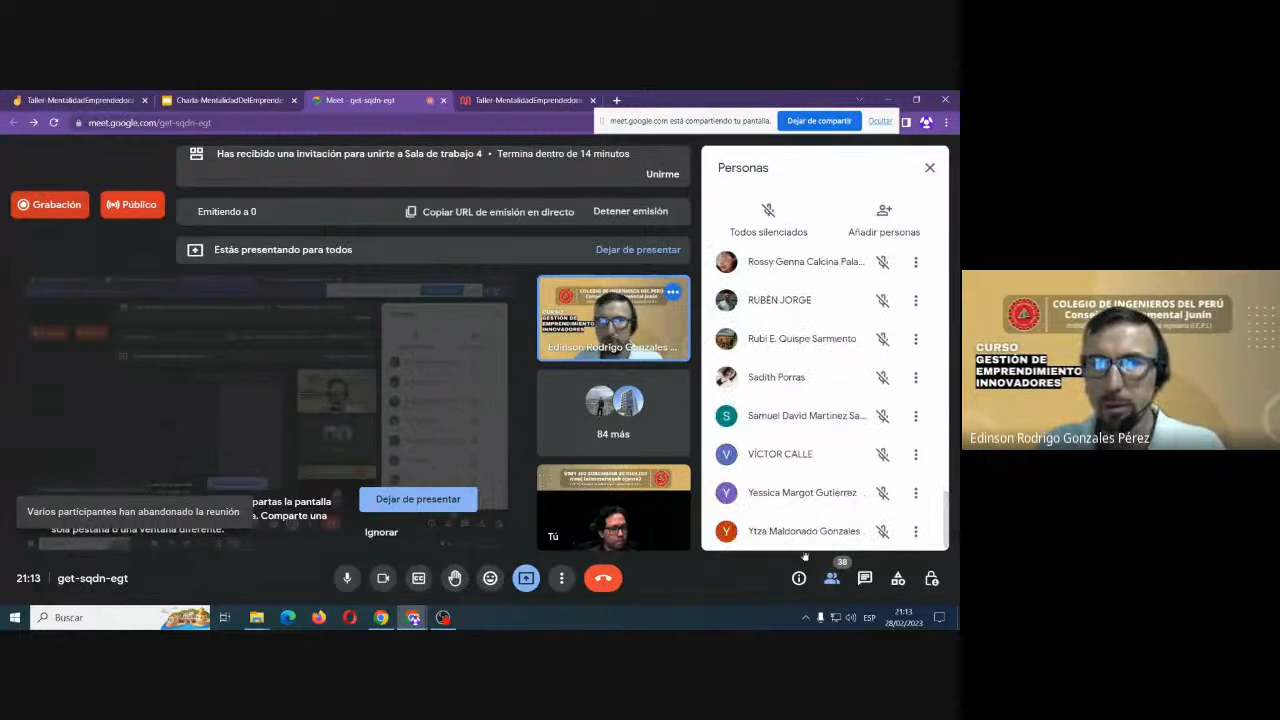 Taller-MentalidadEmprendedora
Charla-MentalidadDelEmprende
Meet - get-sqdn-egt
Taller-MentalidadEmprendedora
meet.google.com/get-sqdn-egt
meet.google.com está compartiendo tu pantalla.
Dejar de compartir
Ocultar
Has recibido una invitación para unirte a Sala de trabajo 4 • Termina dentro de 14 minutos
Unirme
Grabación
Público
Emitiendo a 0
Copiar URL de emisión en directo
Detener emisión
Estás presentando para todos
Dejar de presentar
Personas
Todos silenciados
Añadir personas
Rossy Genna Calcina Pala...
RUBÉN JORGE
Rubi E. Quispe Sarmiento
Sadith Porras
Samuel David Martinez Sa...
VÍCTOR CALLE
Yessica Margot Gutierrez
Ytza Maldonado Gonzales
Edinson Rodrigo Gonzales ...
84 más
Tú
partas la pantalla
a. Comparte una
sola pestaña o una ventana diferente.
Varios participantes han abandonado la reunión
Dejar de presentar
Ignorar
21:13
get-sqdn-egt
38
Buscar
ESP
21:13
28/02/2023
COLEGIO DE INGENIEROS DEL PERÚ
CURSO
GESTIÓN DE
EMPRENDIMIENTO
INNOVADORES
Edinson Rodrigo Gonzales Pérez